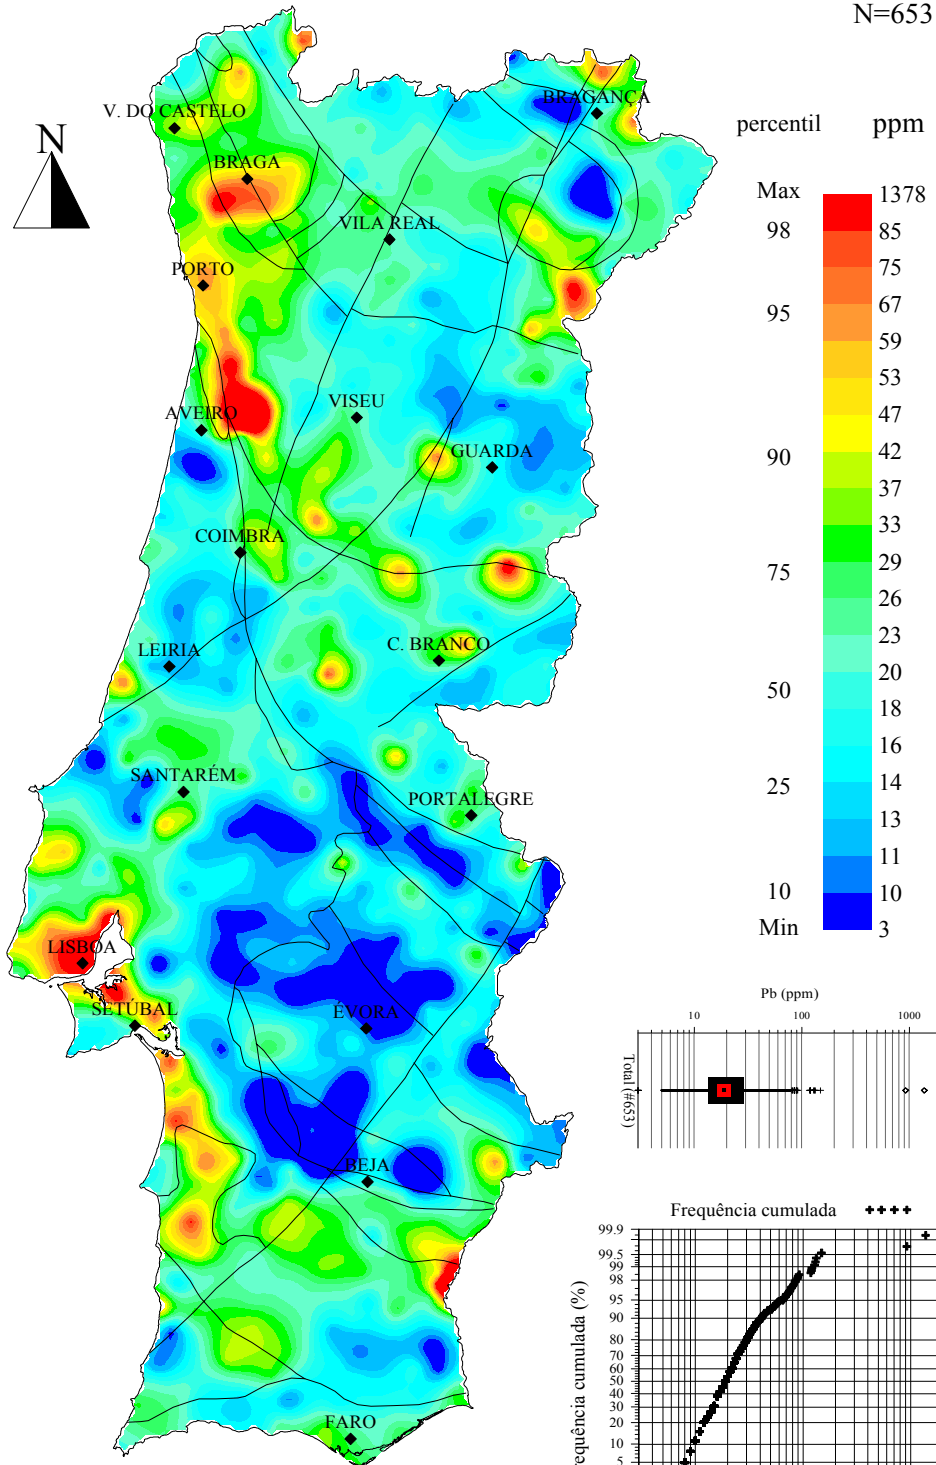 N=653
N
V. DO CASTELO
BRAGANÇA
BRAGA
VILA REAL
PORTO
AVEIRO
VISEU
GUARDA
COIMBRA
LEIRIA
C. BRANCO
SANTARÉM
PORTALEGRE
LISBOA
SETÚBAL
ÉVORA
BEJA
FARO
percentil ppm
Max
98
95
90
75
50
25
10
Min
1378
85
75
67
59
53
47
42
37
33
29
26
23
20
18
16
14
13
11
10
3
Pb (ppm)
10 100 1000
Total (#653)
Frequência cumulada
requência cumulada (%)
99.9
99.5
99
98
95
90
80
70
60
50
40
30
20
10
5